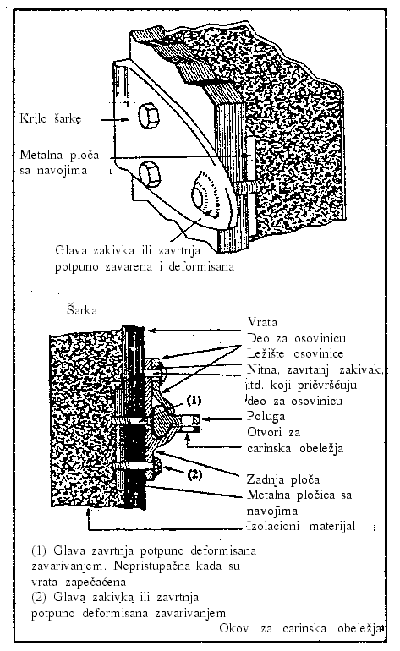 Krilo šarke
Metalna ploča
sa navojima
Glava zakivka ili zavrtnja
potpuno zavarena i deformisana
Šarka
Vrata
Deo za osovinicu
Ležište osovinice
Nitna, zavrtanj zakivak,
itd. koji pričvršćuju
deo za osovinicu
(1)
Poluga
Otvori za
carinska obeležja
(2)
Zadnja ploča
Metalna pločica sa
navojima
Izolacioni materijal
(1) Glava zavrtnja potpuno deformisana
zavarivanjem. Nepristupačna kada su
vrata zapečaćena
(2) Glava zakivka ili zavrtnja
potpuno deformisana zavarivanjem
Okov za carinska obeležja